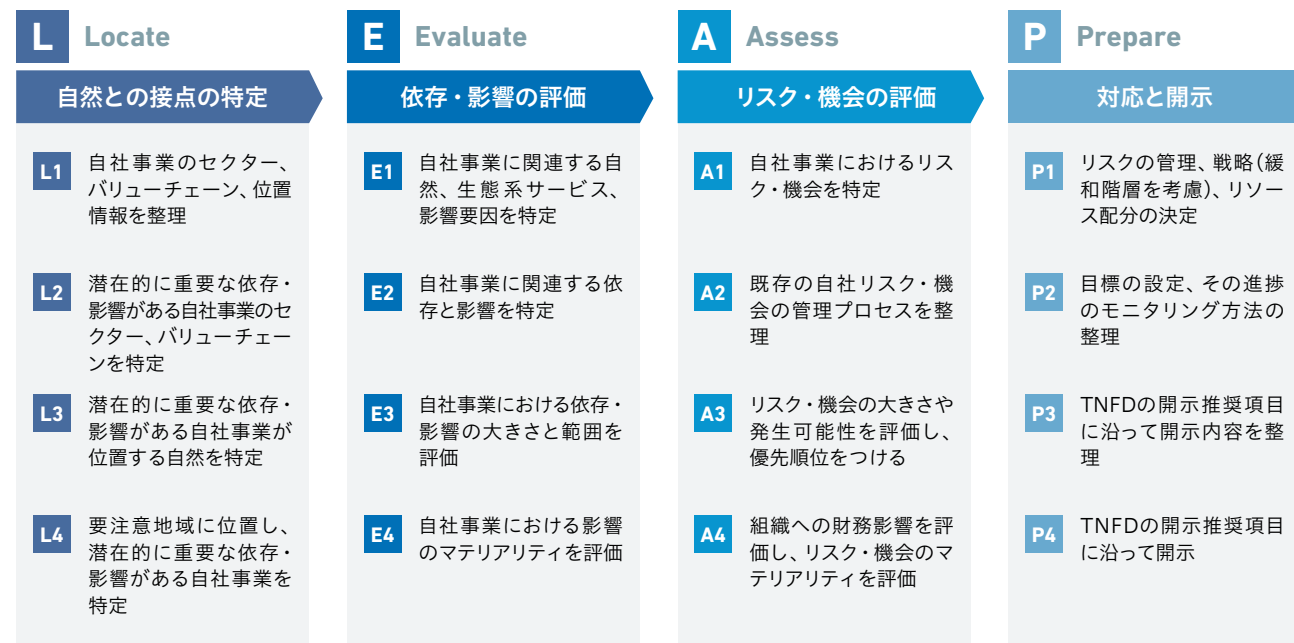 L Locate
自然との接点の特定
L1 自社事業のセクター、
バリューチェーン、位置
情報を整理
L2 潜在的に重要な依存・
影響がある自社事業のセ
クター、バリューチェー
ンを特定
L3 潜在的に重要な依存・
影響がある自社事業が
位置する自然を特定
L4 要注意地域に位置し、
潜在的に重要な依存・
影響がある自社事業を
特定
E Evaluate
依存・影響の評価
E1 自社事業に関連する自
然、生態系サービス、
影響要因を特定
E2 自社事業に関連する依
存と影響を特定
E3 自社事業における依存・
影響の大きさと範囲を
評価
E4 自社事業における影響
のマテリアリティを評価
A Assess
リスク・機会の評価
A1 自社事業におけるリス
ク・機会を特定
A2 既存の自社リスク・機
会の管理プロセスを整
理
A3 リスク・機会の大きさや
発生可能性を評価し、
優先順位をつける
A4 組織への財務影響を評
価し、リスク・機会のマ
テリアリティを評価
P Prepare
対応と開示
P1 リスクの管理、戦略(緩
和階層を考慮)、リソー
ス配分の決定
P2 目標の設定、その進捗
のモニタリング方法の
整理
P3 TNFDの開示推奨項目
に沿って開示内容を整
理
P4 TNFDの開示推奨項目
に沿って開示